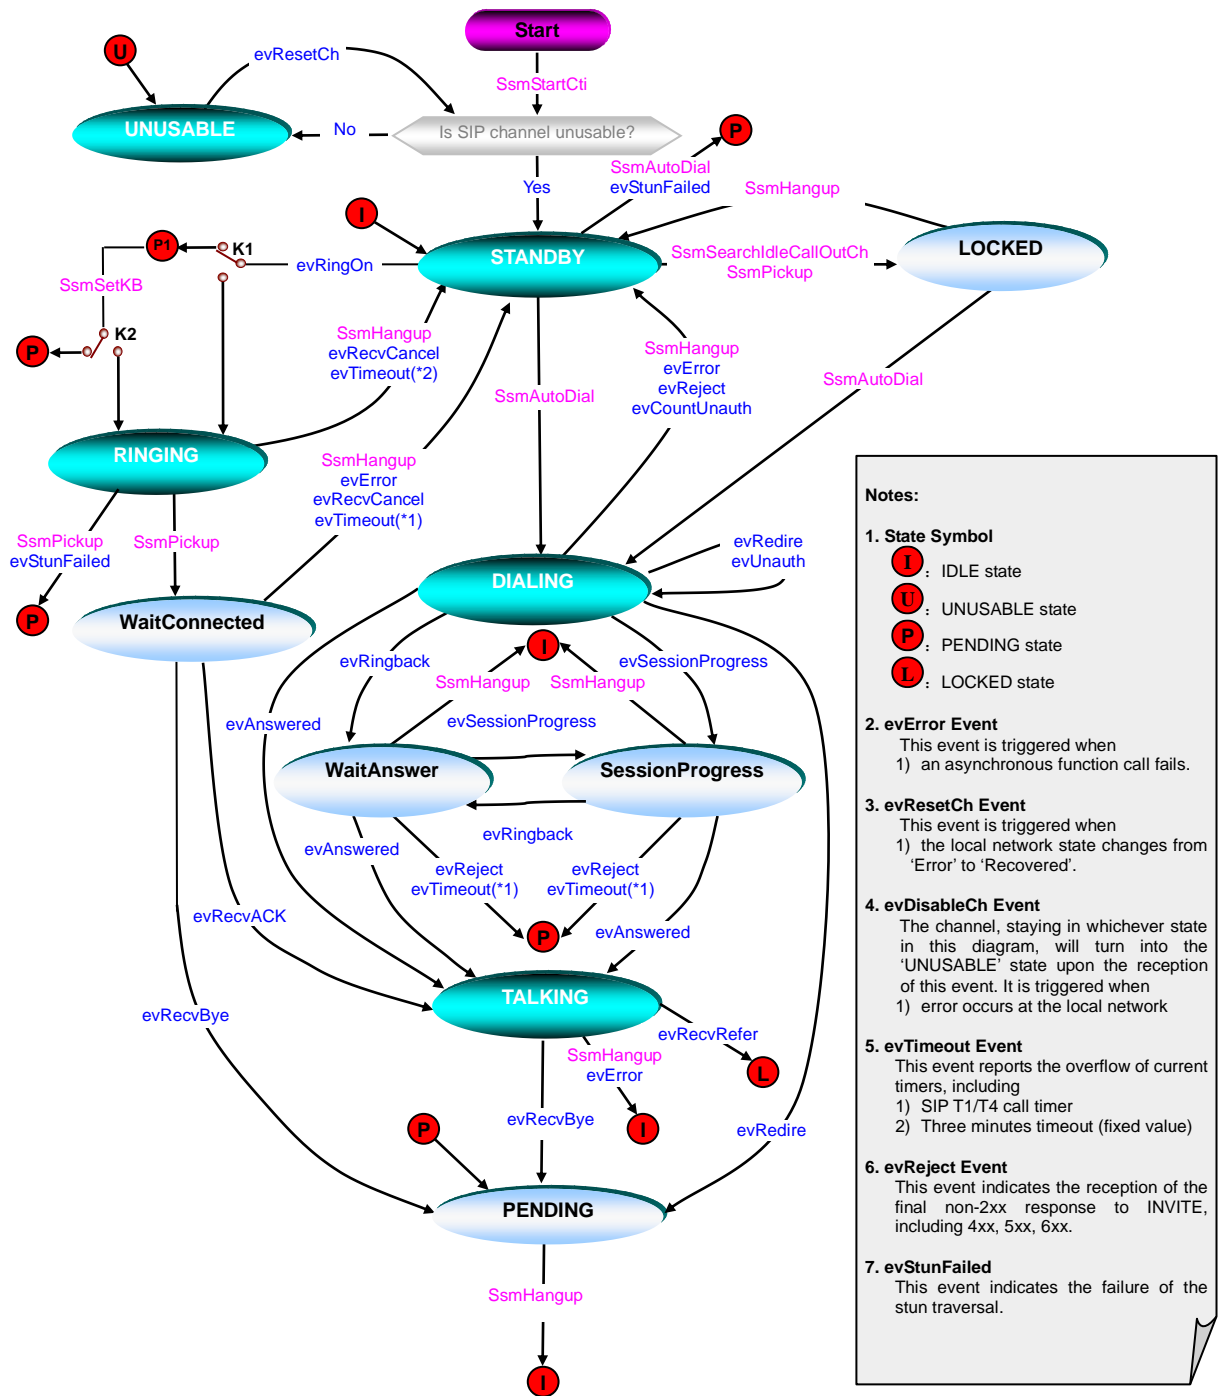 Start
U
evResetCh
SsmStartCti
UNUSABLE
No
Is SIP channel unusable?
P
SsmAutoDial
evStunFailed
Yes
SsmHangup
I
P1
K1
evRingOn
STANDBY
SsmSearchIdleCallOutCh
SsmPickup
LOCKED
SsmSetKB
K2
P
SsmHangup
evRecvCancel
evTimeout(*2)
SsmHangup
evError
evReject
evCountUnauth
SsmAutoDial
SsmAutoDial
RINGING
SsmHangup
evError
evRecvCancel
evTimeout(*1)
SsmPickup
evStunFailed
SsmPickup
evRedire
evUnauth
DIALING
P
WaitConnected
I
evRingback
evSessionProgress
SsmHangup
SsmHangup
evAnswered
evSessionProgress
WaitAnswer
SessionProgress
evRingback
evAnswered
evReject
evTimeout(*1)
evReject
evTimeout(*1)
evRecvACK
P
evAnswered
TALKING
evRecvBye
evRecvRefer
SsmHangup
evError
L
evRecvBye
P
I
evRedire
PENDING
SsmHangup
I
Notes:
1. State Symbol
I : IDLE state
U : UNUSABLE state
P : PENDING state
L : LOCKED state
2. evError Event
This event is triggered when
1) an asynchronous function call fails.
3. evResetCh Event
This event is triggered when
1) the local network state changes from
‘Error’ to ‘Recovered’.
4. evDisableCh Event
The channel, staying in whichever state
in this diagram, will turn into the
‘UNUSABLE’ state upon the reception
of this event. It is triggered when
1) error occurs at the local network
5. evTimeout Event
This event reports the overflow of current
timers, including
1) SIP T1/T4 call timer
2) Three minutes timeout (fixed value)
6. evReject Event
This event indicates the reception of the
final non-2xx response to INVITE,
including 4xx, 5xx, 6xx.
7. evStunFailed
This event indicates the failure of the
stun traversal.